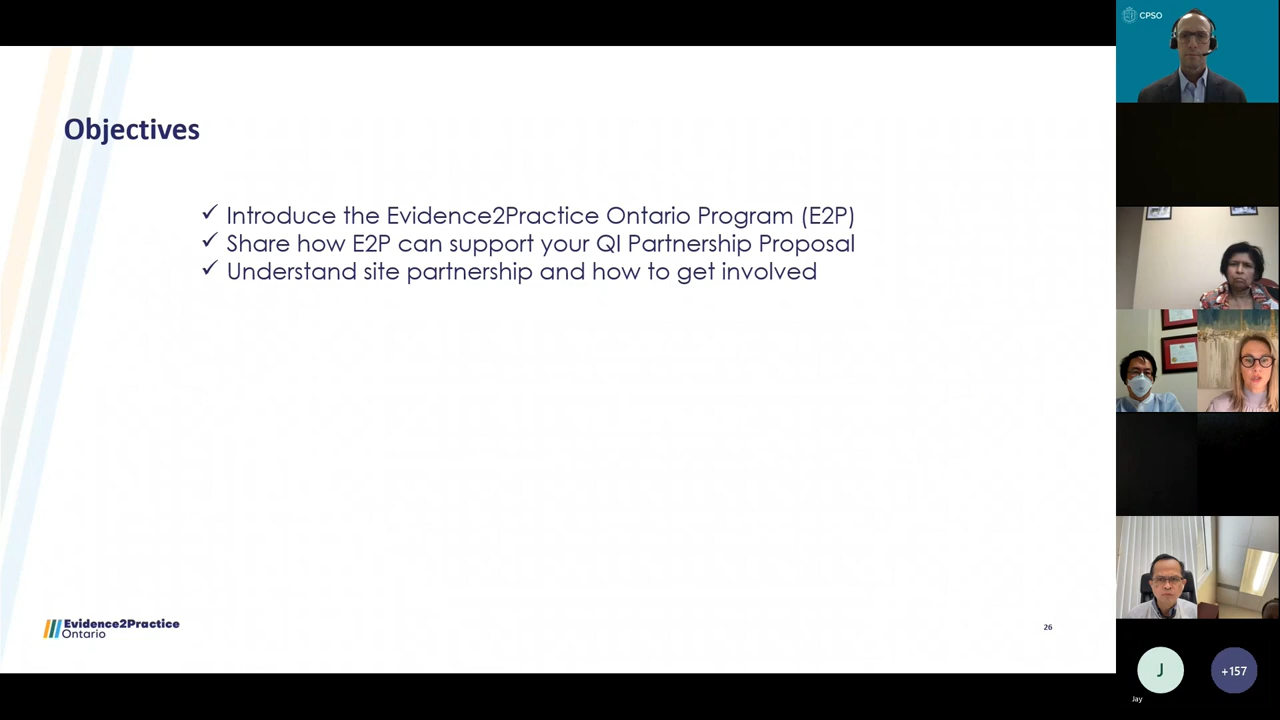 CPSO
Objectives
✓ Introduce the Evidence2Practice Ontario Program (E2P)
✓ Share how E2P can support your QI Partnership Proposal
✓ Understand site partnership and how to get involved
Evidence2Practice
Ontario
26
J
+157
Jay